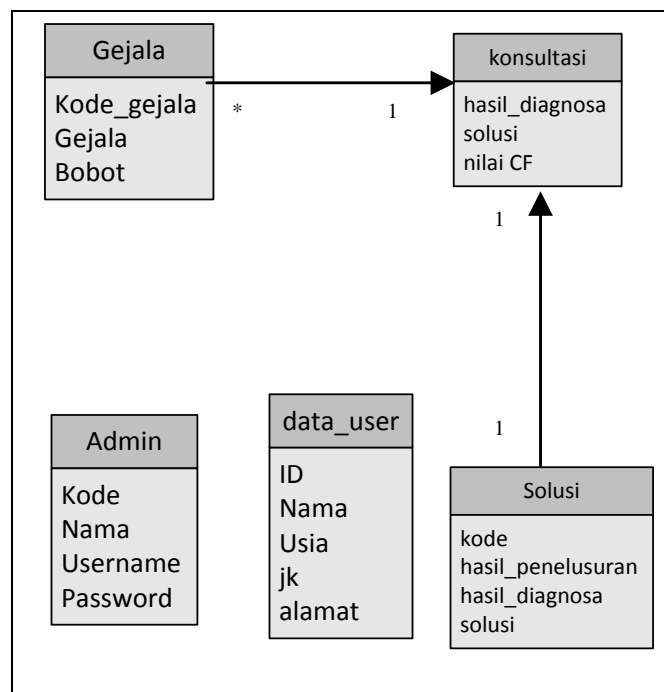 Gejala
Kode_gejala
Gejala
Bobot
*
1
konsultasi
hasil_diagnosa
solusi
nilai CF
1
1
Admin
Kode
Nama
Username
Password
data_user
ID
Nama
Usia
jk
alamat
Solusi
kode
hasil_penelusuran
hasil_diagnosa
solusi